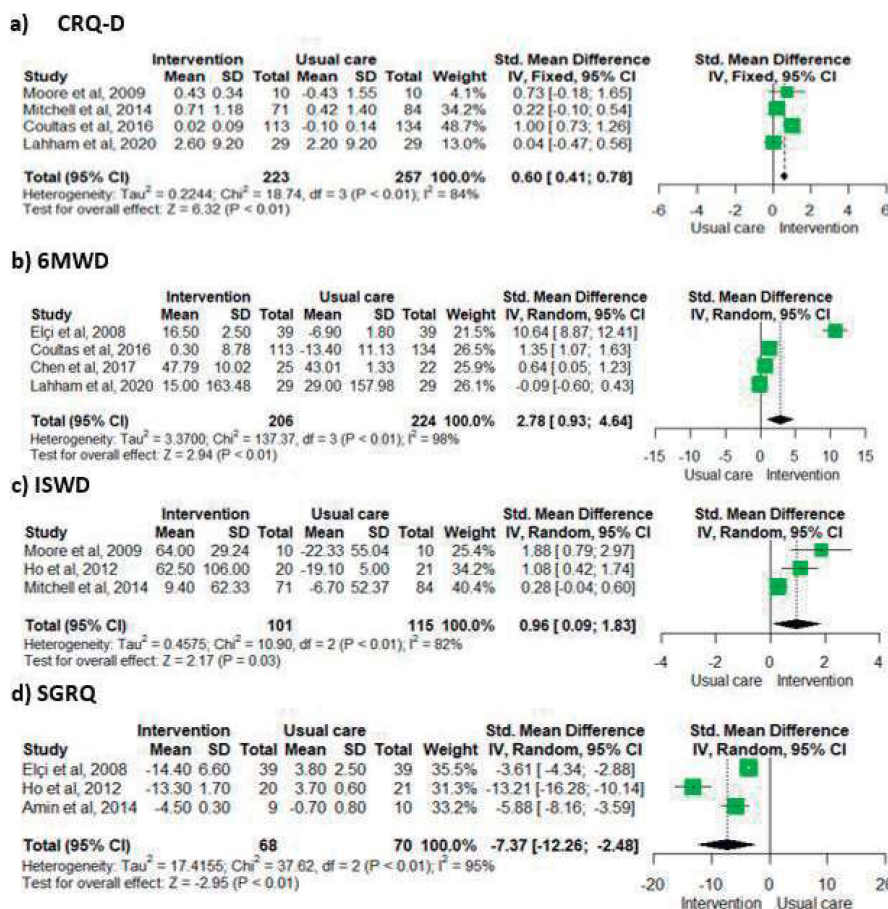 a) CRQ-D
Intervention Usual care Std. Mean Difference Std. Mean Difference
Study Mean SD Total Mean SD Total Weight IV, Fixed, 95% CI IV, Fixed, 95% CI
Moore et al, 2009 0.43 0.34 10 -0.43 1.55 10 4.1% 0.73 [-0.18; 1.65]
Mitchell et al, 2014 0.71 1.18 71 0.42 1.40 84 34.2% 0.22 [-0.10; 0.54]
Coultas et al, 2016 0.02 0.09 113 -0.10 0.14 134 48.7% 1.00 [ 0.73; 1.26]
Lahham et al, 2020 2.60 9.20 29 2.20 9.20 29 13.0% 0.04 [-0.47; 0.56]
Total (95% CI) 223 257 100.0% 0.60 [ 0.41; 0.78]
Heterogeneity: Tau² = 0.2244; Chi² = 18.74, df = 3 (P < 0.01); I² = 84%
Test for overall effect: Z = 6.32 (P < 0.01)
-6 -4 -2 0 2 4 6
Usual care Intervention
b) 6MWD
Intervention Usual care Std. Mean Difference Std. Mean Difference
Study Mean SD Total Mean SD Total Weight IV, Random, 95% CI IV, Random, 95% CI
Elçi et al, 2008 16.50 2.50 39 -6.90 1.80 39 21.5% 10.64 [ 8.87; 12.41]
Coultas et al, 2016 0.30 8.78 113 -13.40 11.13 134 26.5% 1.35 [ 1.07; 1.63]
Chen et al, 2017 47.79 10.02 25 43.01 1.33 22 25.9% 0.64 [ 0.05; 1.23]
Lahham et al, 2020 15.00 163.48 29 29.00 157.98 29 26.1% -0.09 [-0.60; 0.43]
Total (95% CI) 206 224 100.0% 2.78 [ 0.93; 4.64]
Heterogeneity: Tau² = 3.3700; Chi² = 137.37, df = 3 (P < 0.01); I² = 98%
Test for overall effect: Z = 2.94 (P < 0.01)
-15 -10 -5 0 5 10 15
Usual care Intervention
c) ISWD
Intervention Usual care Std. Mean Difference Std. Mean Difference
Study Mean SD Total Mean SD Total Weight IV, Random, 95% CI IV, Random, 95% CI
Moore et al, 2009 64.00 29.24 10 -22.33 55.04 10 25.4% 1.88 [ 0.79; 2.97]
Ho et al, 2012 62.50 106.00 20 -19.10 5.00 21 34.2% 1.08 [ 0.42; 1.74]
Mitchell et al, 2014 9.40 62.33 71 -6.70 52.37 84 40.4% 0.28 [-0.04; 0.60]
Total (95% CI) 101 115 100.0% 0.96 [ 0.09; 1.83]
Heterogeneity: Tau² = 0.4575; Chi² = 10.90, df = 2 (P < 0.01); I² = 82%
Test for overall effect: Z = 2.17 (P = 0.03)
-4 -2 0 2 4
Usual care Intervention
d) SGRQ
Intervention Usual care Std. Mean Difference Std. Mean Difference
Study Mean SD Total Mean SD Total Weight IV, Random, 95% CI IV, Random, 95% CI
Elçi et al, 2008 -14.40 6.60 39 3.80 2.50 39 35.5% -3.61 [ -4.34; -2.88]
Ho et al, 2012 -13.30 1.70 20 3.70 0.60 21 31.3% -13.21 [-16.28; -10.14]
Amin et al, 2014 -4.50 0.30 9 -0.70 0.80 10 33.2% -5.88 [ -8.16; -3.59]
Total (95% CI) 68 70 100.0% -7.37 [-12.26; -2.48]
Heterogeneity: Tau² = 17.4155; Chi² = 37.62, df = 2 (P < 0.01); I² = 95%
Test for overall effect: Z = -2.95 (P < 0.01)
-20 -10 0 10 20
Intervention Usual care